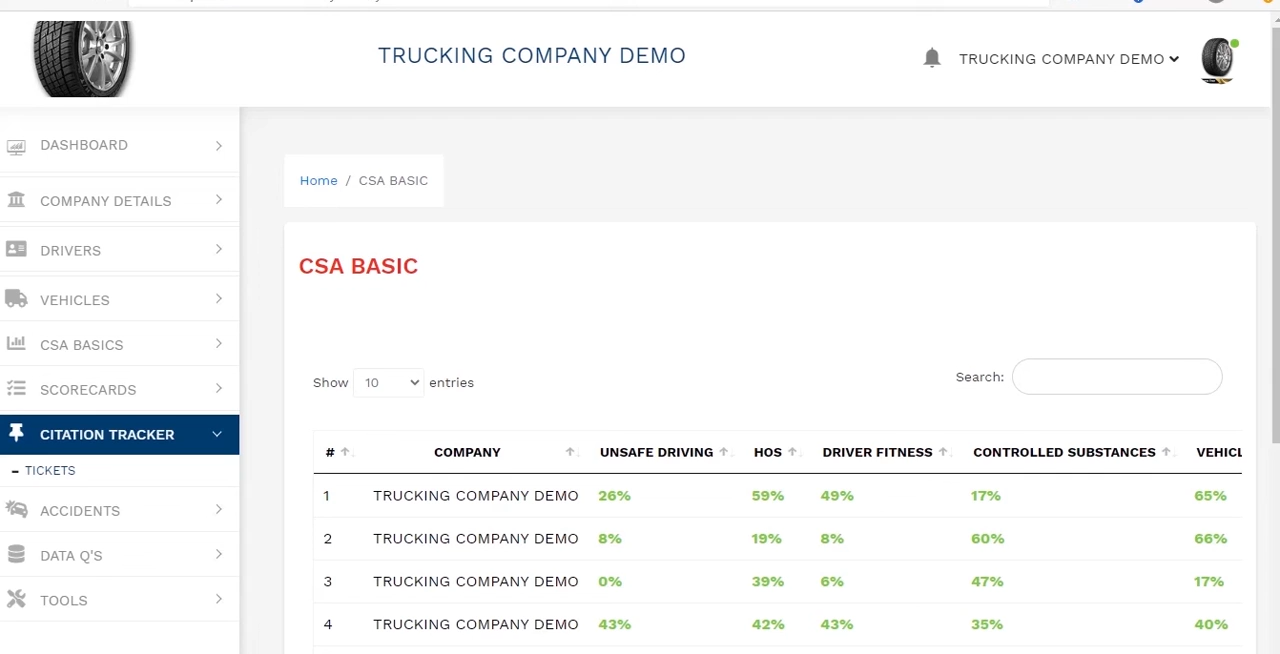 TRUCKING COMPANY DEMO
TRUCKING COMPANY DEMO
DASHBOARD
COMPANY DETAILS
DRIVERS
VEHICLES
CSA BASICS
SCORECARDS
CITATION TRACKER
TICKETS
ACCIDENTS
DATA Q'S
TOOLS
Home / CSA BASIC
CSA BASIC
Show 10 entries
Search:
# COMPANY UNSAFE DRIVING HOS DRIVER FITNESS CONTROLLED SUBSTANCES VEHICL
1 TRUCKING COMPANY DEMO 26% 59% 49% 17% 65%
2 TRUCKING COMPANY DEMO 8% 19% 8% 60% 66%
3 TRUCKING COMPANY DEMO 0% 39% 6% 47% 17%
4 TRUCKING COMPANY DEMO 43% 42% 43% 35% 40%